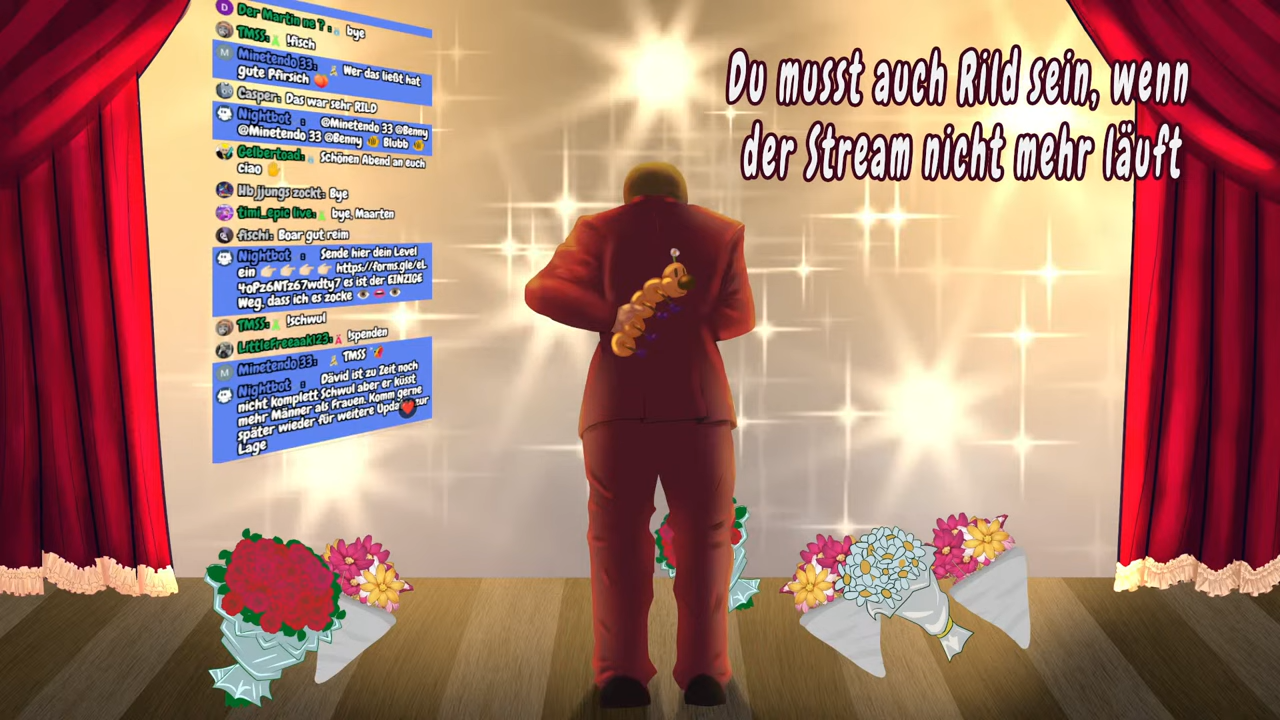 Der Martin ne ? : bye
TMSS: !fisch
Minetendo 33: Wer das ließt hat
gute Pfirsich 🍑
Casper: Das war sehr RILD
Nightbot : @Minetendo 33 @Benny
@Minetendo 33 @Benny 🐠 Blubb 🐠
Gelbertoad: Schönen Abend an euch
ciao ✋
Hb_jjungs zockt: Bye
timi_epic live: bye, Maarten
fischi: Boar gut reim
Nightbot : Sende hier dein Level
ein 👉🏻 👉🏻 👉🏻 👉🏻 https://forms.gle/eL
4oPz6NTz67wdty7 es ist der EINZIGE
Weg, dass ich es zocke 👁 👄 👁
TMSS: !schwul
LittleFreeaak123: !spenden
Minetendo 33: TMSS
Nightbot : Dävid ist zu Zeit noch
nicht komplett Schwul aber er küsst
mehr Männer als Frauen. Komm gerne
später wieder für weitere zur
Lage
Du musst auch Rild sein, wenn
der Stream nicht mehr läuft